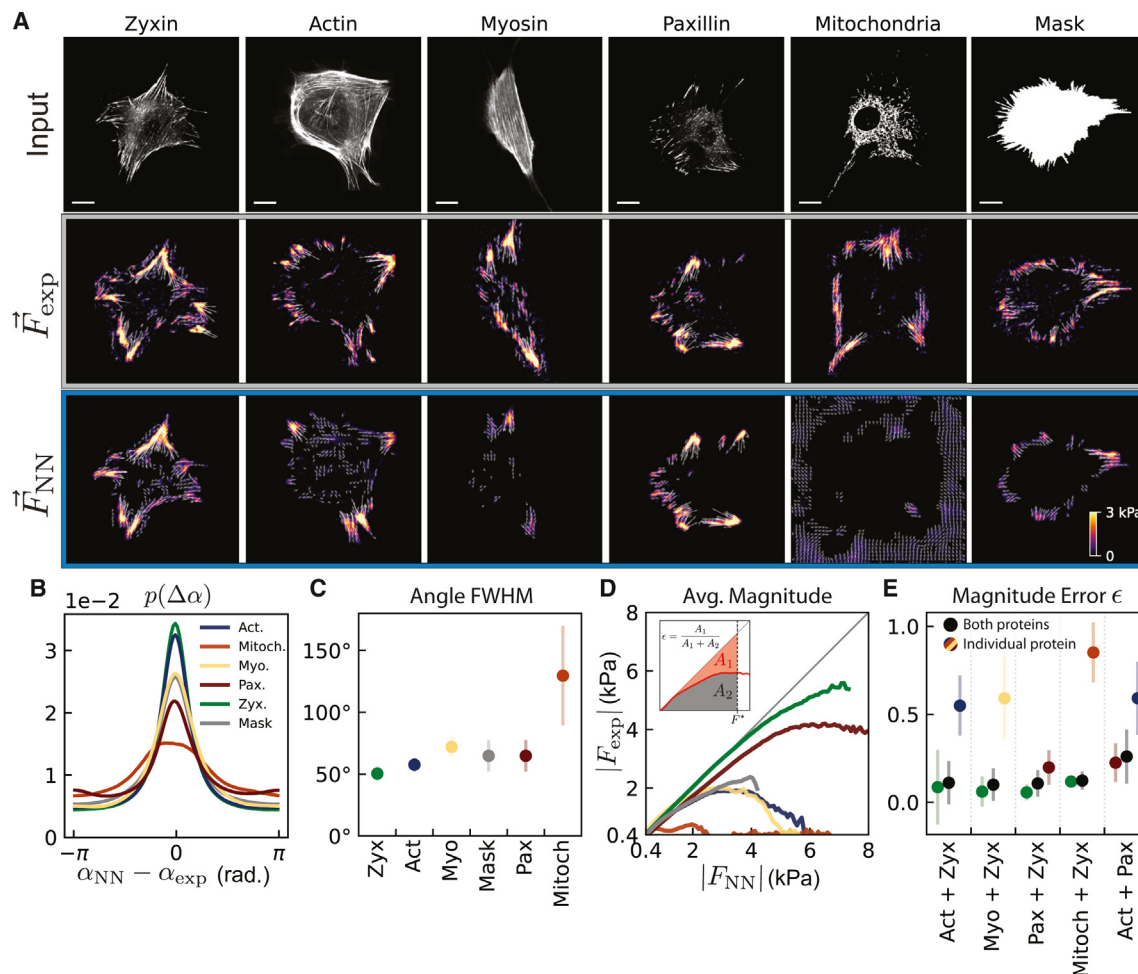 A
Zyxin Actin Myosin Paxillin Mitochondria Mask
Input
F⃗exp
F⃗NN
3 kPa
0
B
1e-2 p(Δα)
3
2
1
0
Act.
Mitoch.
Myo.
Pax.
Zyx.
Mask
−π 0 π
αNN − αexp (rad.)
C
Angle FWHM
150°
100°
50°
0°
Zyx
Act
Myo
Mask
Pax
Mitoch
D
Avg. Magnitude
|Fexp| (kPa)
8
6
4
2
0.4
ϵ = A1 / A1 + A2
A1
A2
F*
0.4 2 4 6 8
|FNN| (kPa)
E
Magnitude Error ϵ
Both proteins
Individual protein
1.0
0.5
0.0
Act + Zyx
Myo + Zyx
Pax + Zyx
Mitoch + Zyx
Act + Pax